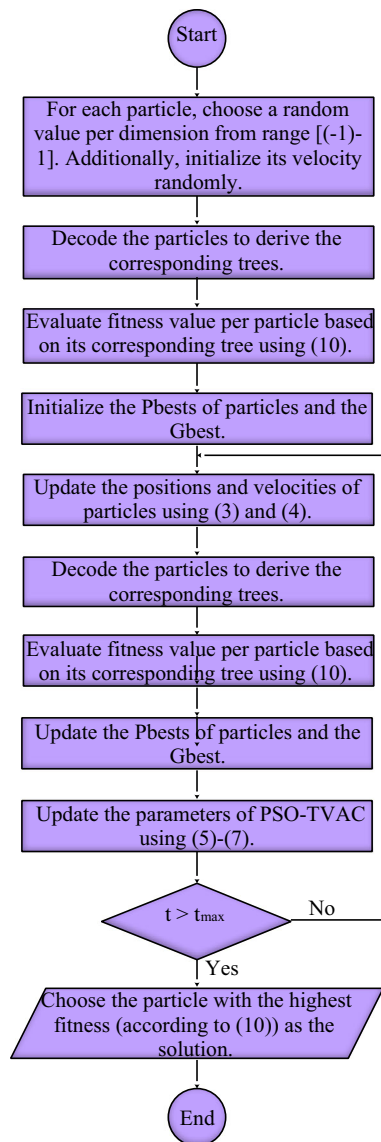 Start
For each particle, choose a random
value per dimension from range [(-1)-
1]. Additionally, initialize its velocity
randomly.
Decode the particles to derive the
corresponding trees.
Evaluate fitness value per particle based
on its corresponding tree using (10).
Initialize the Pbests of particles and the
Gbest.
Update the positions and velocities of
particles using (3) and (4).
Decode the particles to derive the
corresponding trees.
Evaluate fitness value per particle based
on its corresponding tree using (10).
Update the Pbests of particles and the
Gbest.
Update the parameters of PSO-TVAC
using (5)-(7).
t > tmax
No
Yes
Choose the particle with the highest
fitness (according to (10)) as the
solution.
End